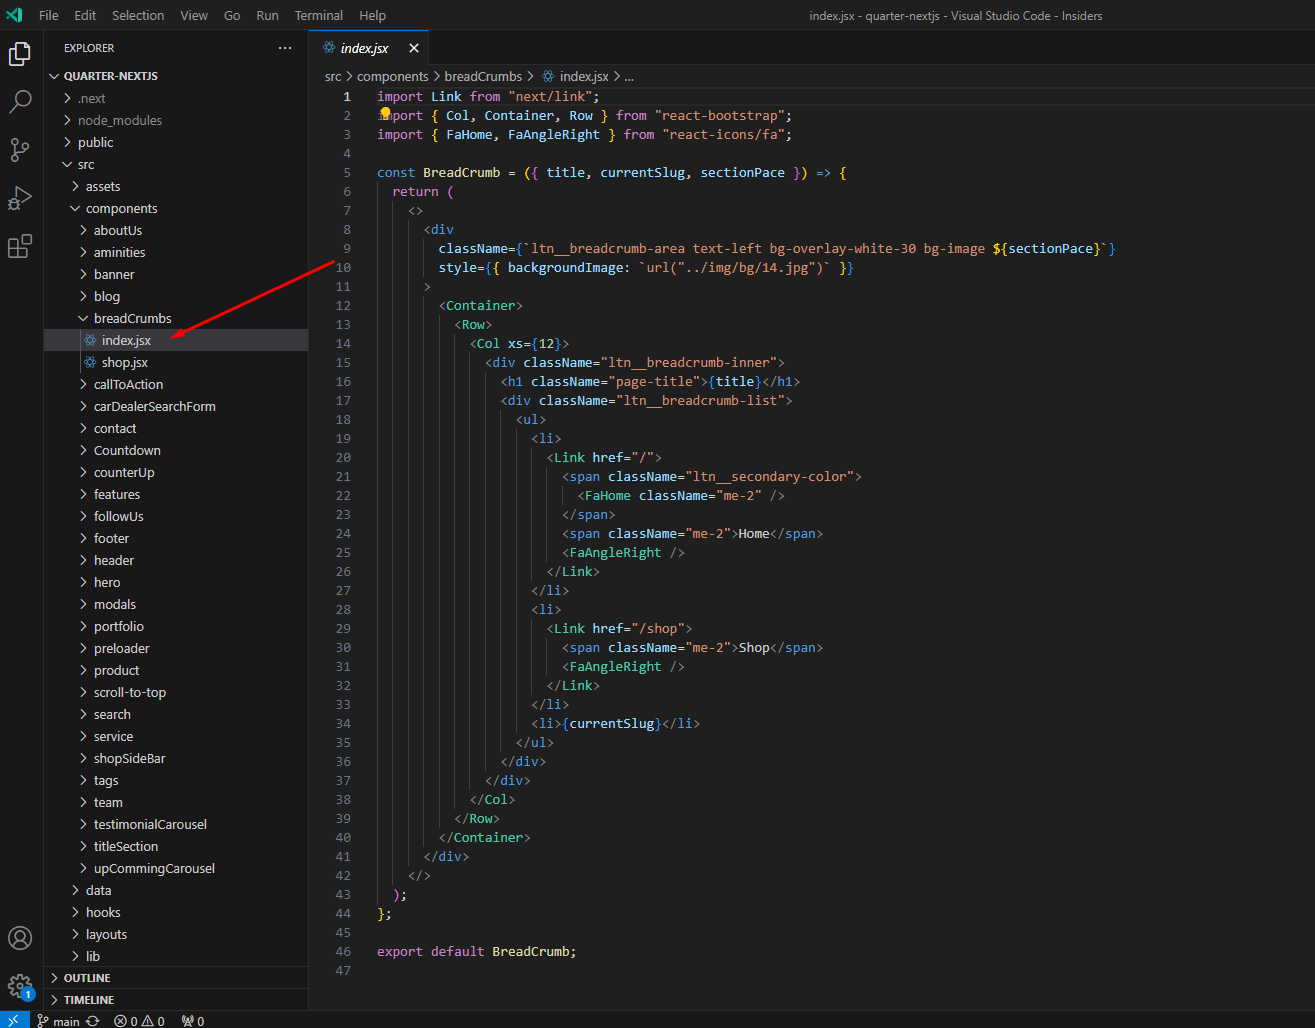 File Edit Selection View Go Run Terminal Help
index.jsx - quarter-nextjs - Visual Studio Code - Insiders
EXPLORER
QUARTER-NEXTJS
.next
node_modules
public
src
assets
components
aboutUs
aminities
banner
blog
breadCrumbs
index.jsx
shop.jsx
callToAction
carDealerSearchForm
contact
Countdown
counterUp
features
followUs
footer
header
hero
modals
portfolio
preloader
product
scroll-to-top
search
service
shopSideBar
tags
team
testimonialCarousel
titleSection
upCommingCarousel
data
hooks
layouts
lib
OUTLINE
TIMELINE
index.jsx
src > components > breadCrumbs > index.jsx > ...
1 import Link from "next/link";
2 import { Col, Container, Row } from "react-bootstrap";
3 import { FaHome, FaAngleRight } from "react-icons/fa";
4
5 const BreadCrumb = ({ title, currentSlug, sectionPace }) => {
6 return (
7 <>
8 <div
9 className={`ltn__breadcrumb-area text-left bg-overlay-white-30 bg-image ${sectionPace}`}
10 style={{ backgroundImage: `url("../img/bg/14.jpg")` }}
11 >
12 <Container>
13 <Row>
14 <Col xs={12}>
15 <div className="ltn__breadcrumb-inner">
16 <h1 className="page-title">{title}</h1>
17 <div className="ltn__breadcrumb-list">
18 <ul>
19 <li>
20 <Link href="/">
21 <span className="ltn__secondary-color">
22 <FaHome className="me-2" />
23 </span>
24 <span className="me-2">Home</span>
25 <FaAngleRight />
26 </Link>
27 </li>
28 <li>
29 <Link href="/shop">
30 <span className="me-2">Shop</span>
31 <FaAngleRight />
32 </Link>
33 </li>
34 <li>{currentSlug}</li>
35 </ul>
36 </div>
37 </div>
38 </Col>
39 </Row>
40 </Container>
41 </div>
42 </>
43 );
44 };
45
46 export default BreadCrumb;
47
1
main 0 0 0